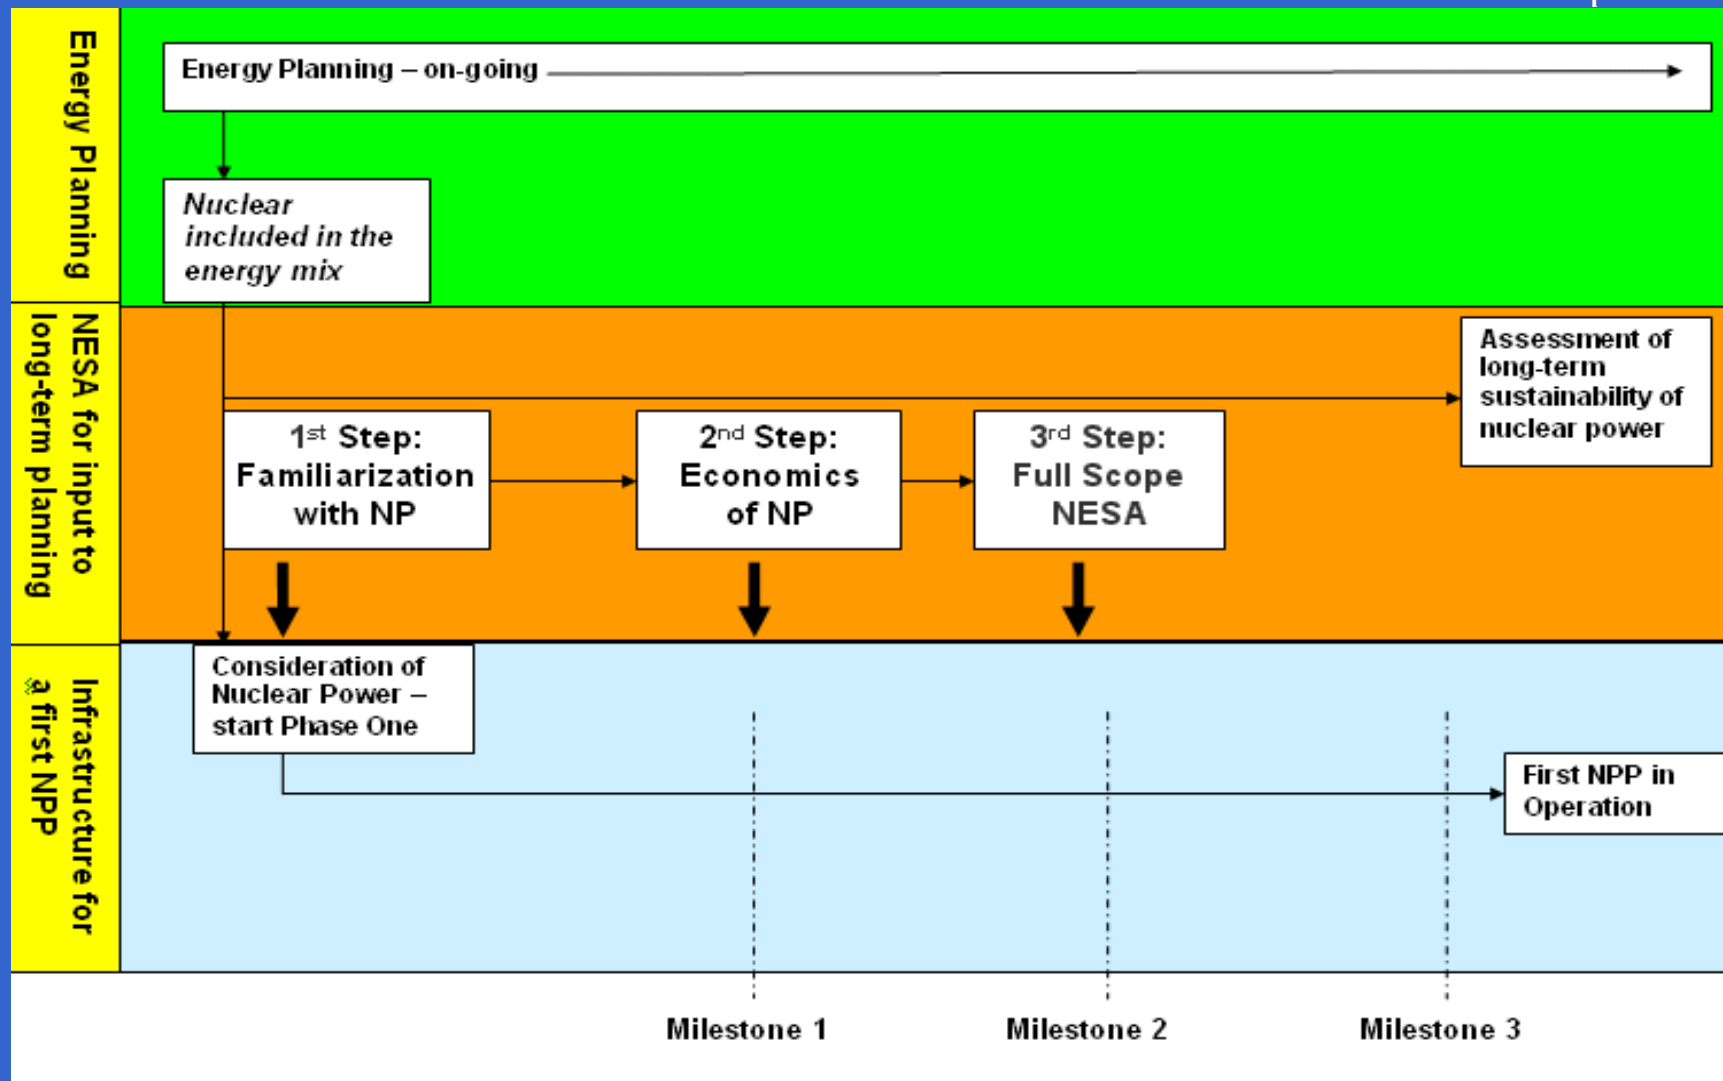 Energy Planning
Energy Planning – on-going
Nuclear
included in the
energy mix
NESA for input to
long-term planning
Assessment of
long-term
sustainability of
nuclear power
1st Step:
Familiarization
with NP
2nd Step:
Economics
of NP
3rd Step:
Full Scope
NESA
Infrastructure for
a first NPP
Consideration of
Nuclear Power –
start Phase One
First NPP in
Operation
Milestone 1
Milestone 2
Milestone 3